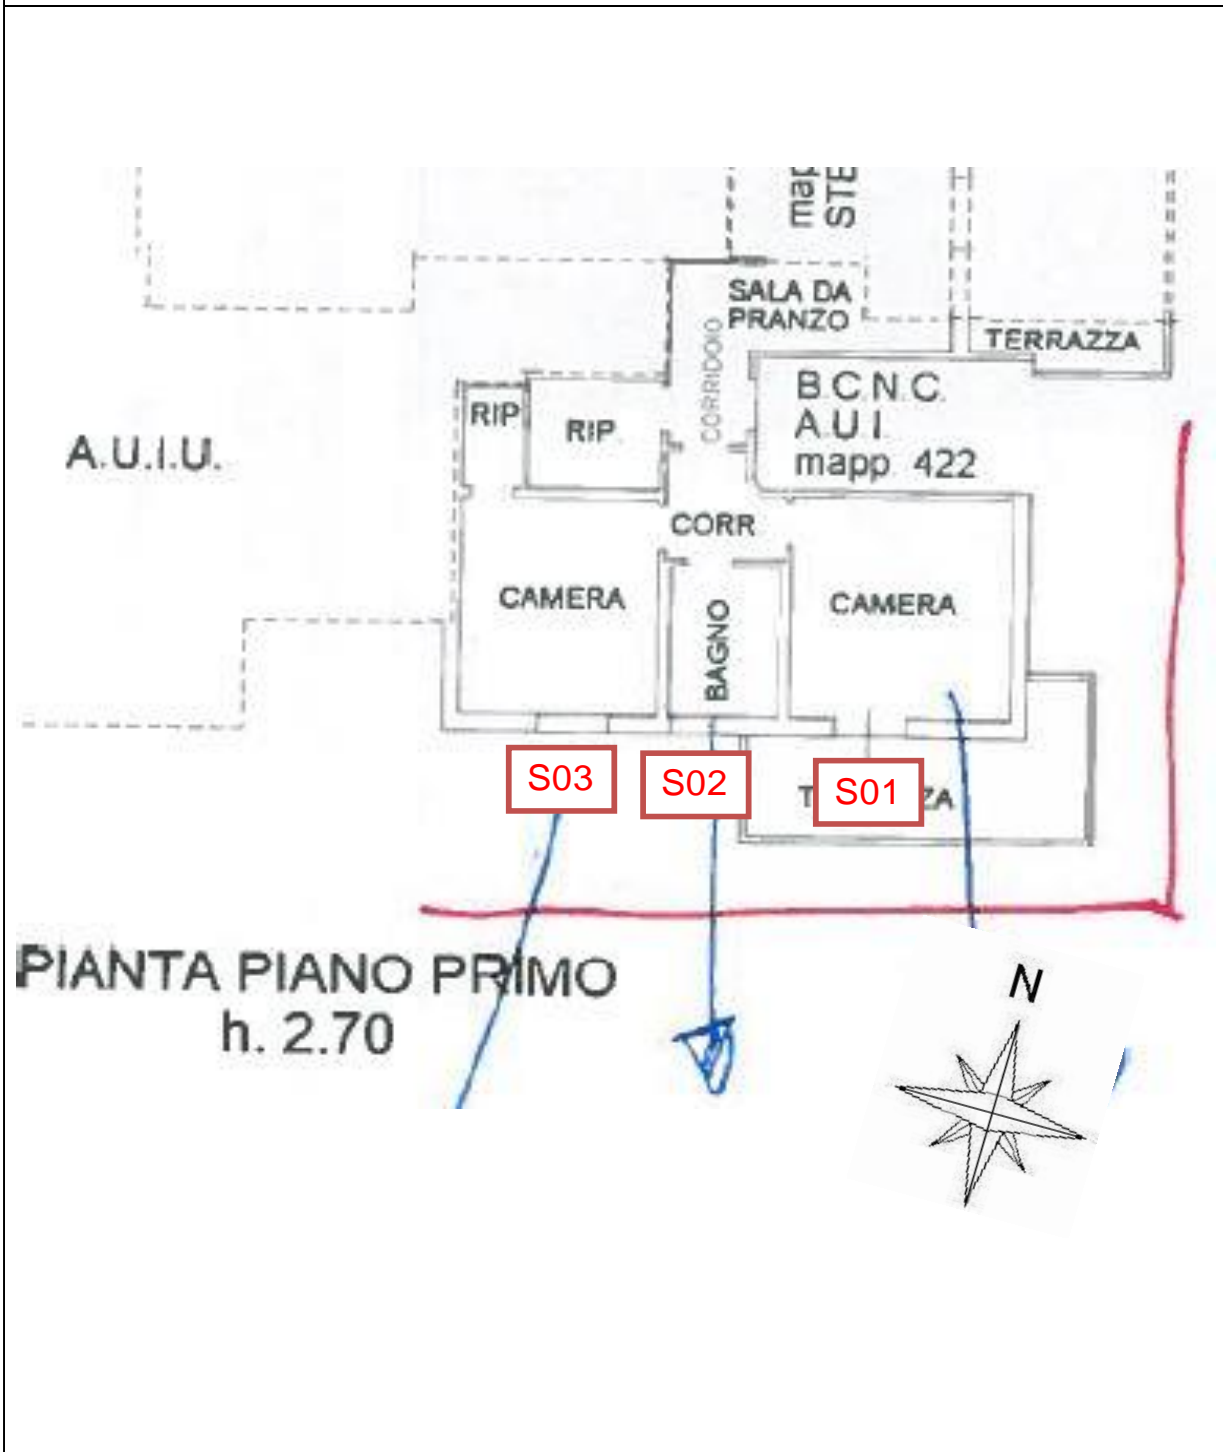 map
STE
SALA DA
PRANZO
CORRIDOIO
TERRAZZA
B.C.N.C.
A.U.I.
mapp. 422
RIP
RIP.
A.U.I.U.
CORR
CAMERA
BAGNO
CAMERA
S03
S02
S01
T
ZA
PIANTA PIANO PRIMO
h. 2.70
N